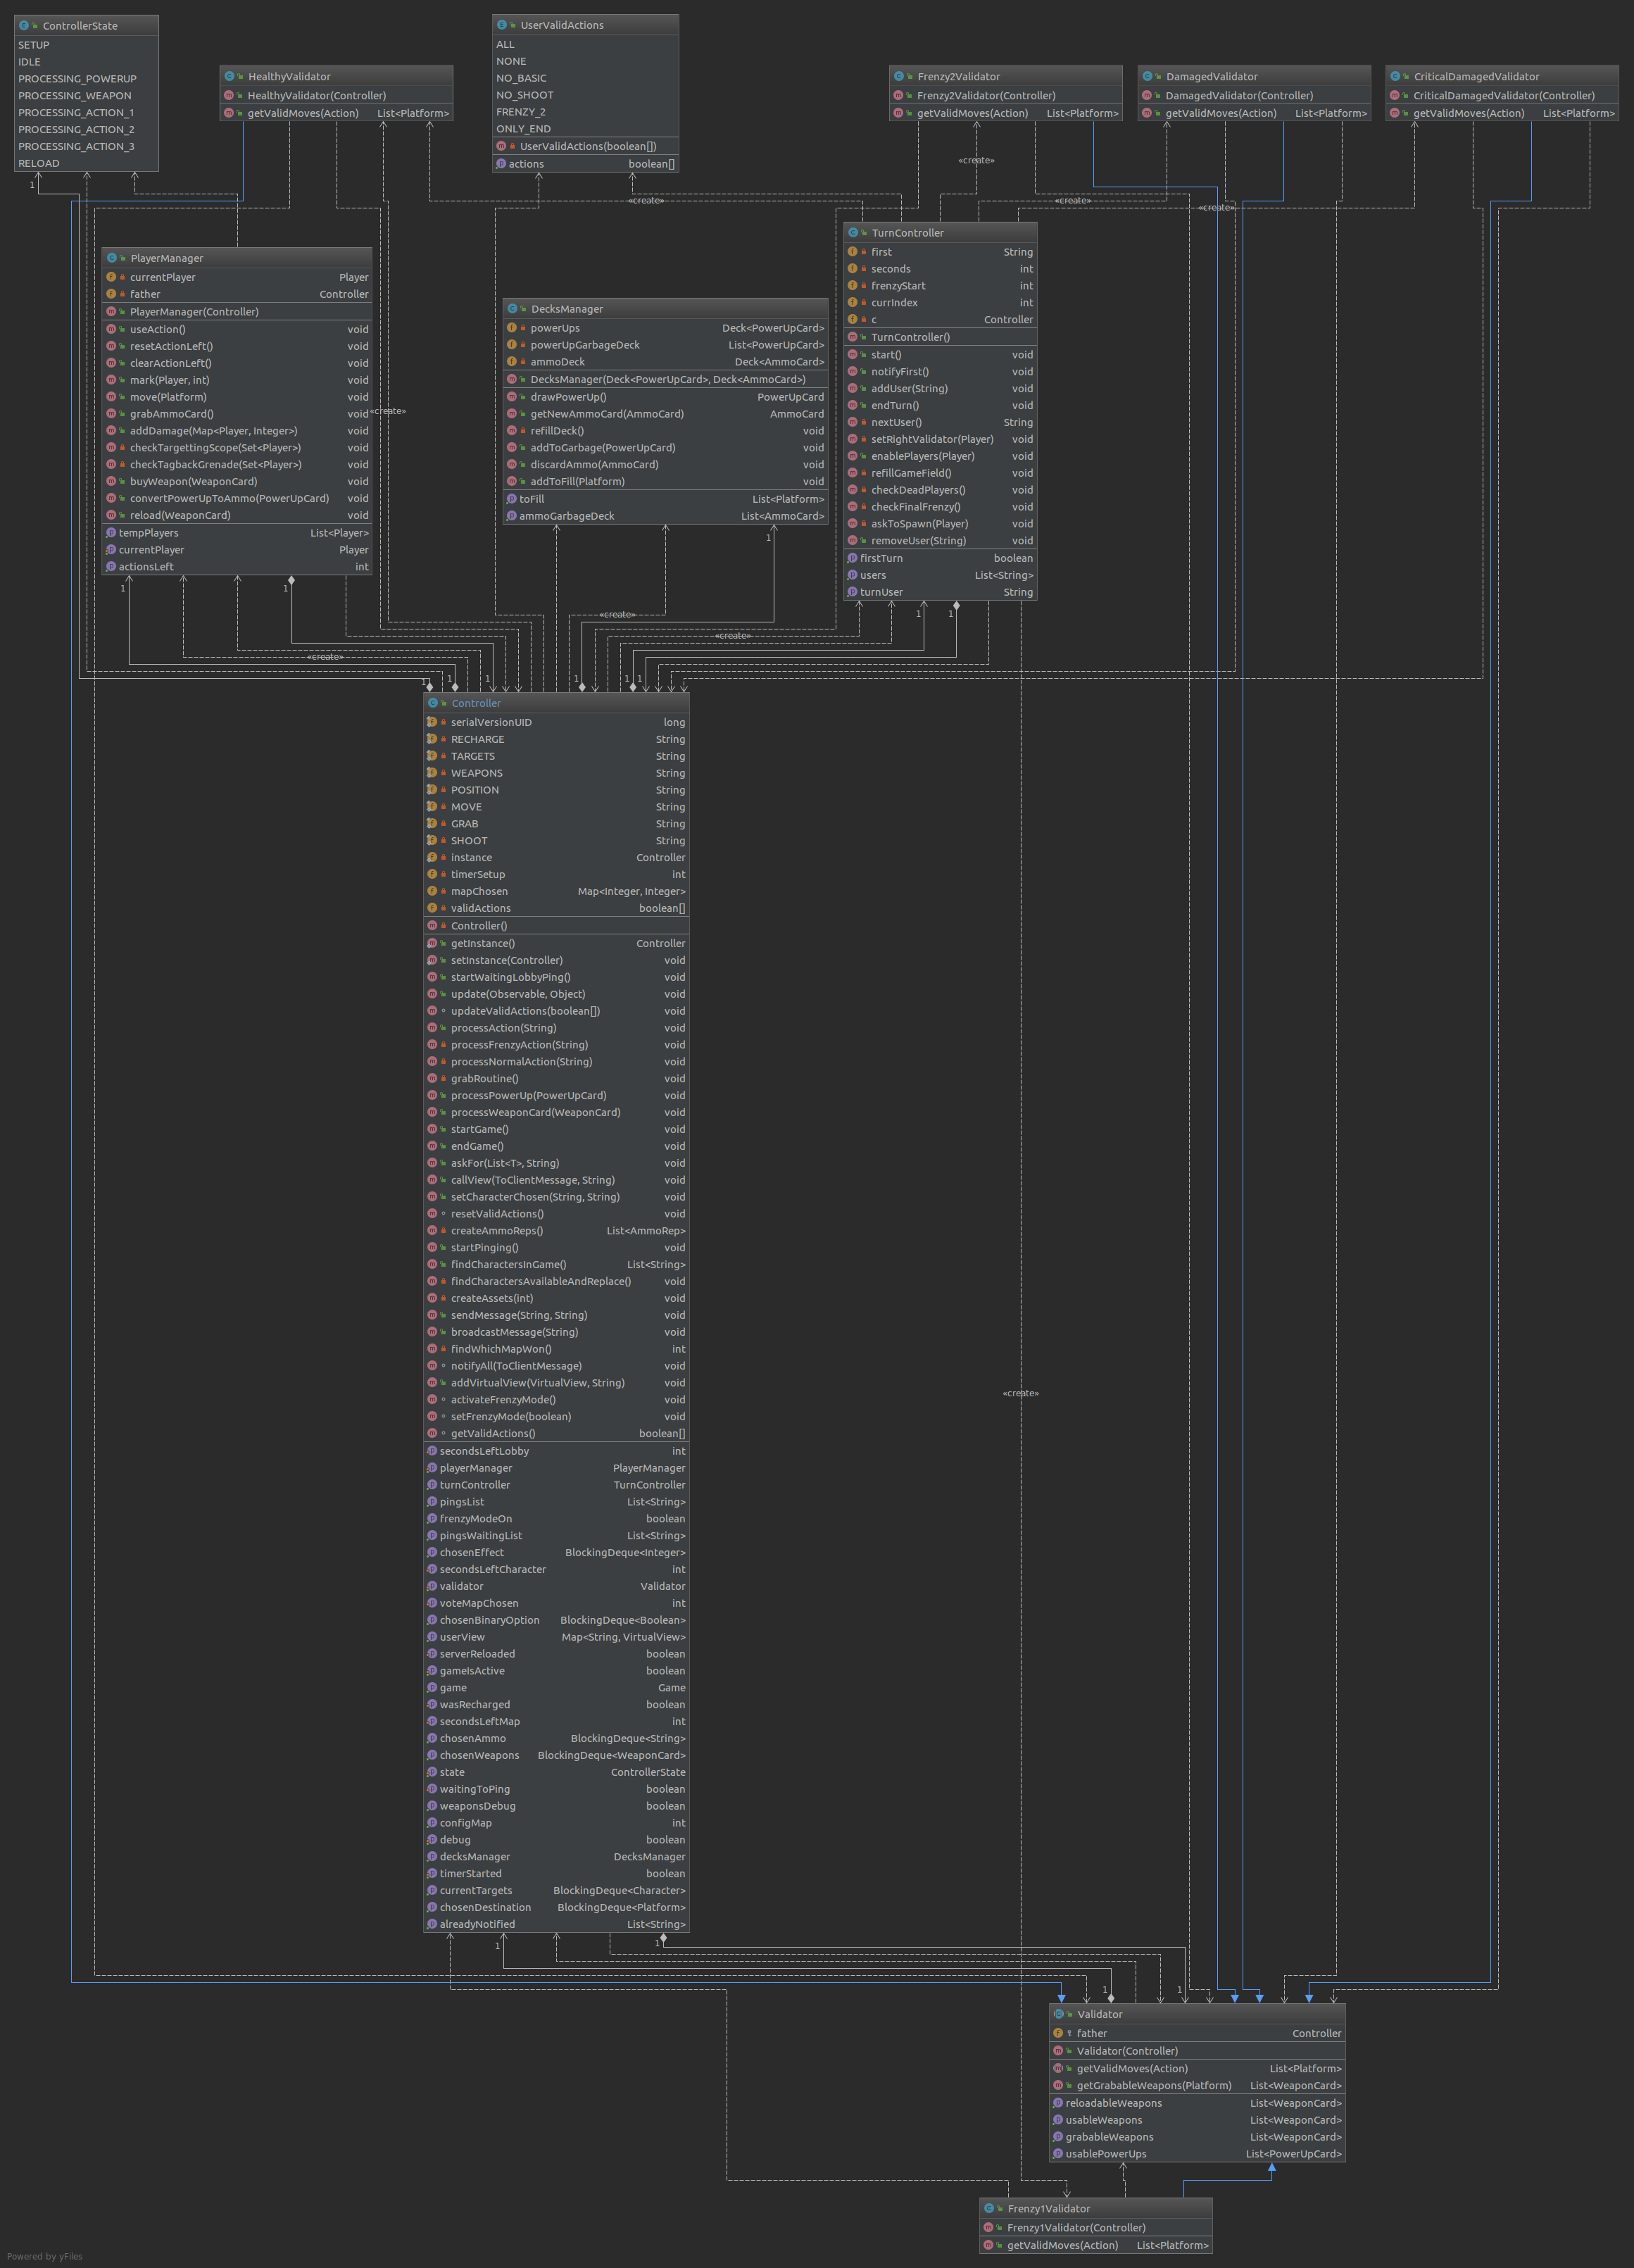 ControllerState
SETUP
IDLE
PROCESSING_POWERUP
PROCESSING_WEAPON
PROCESSING_ACTION_1
PROCESSING_ACTION_2
PROCESSING_ACTION_3
RELOAD
HealthyValidator
HealthyValidator(Controller)
getValidMoves(Action) List<Platform>
UserValidActions
ALL
NONE
NO_BASIC
NO_SHOOT
FRENZY_2
ONLY_END
UserValidActions(boolean[])
actions boolean[]
Frenzy2Validator
Frenzy2Validator(Controller)
getValidMoves(Action) List<Platform>
DamagedValidator
DamagedValidator(Controller)
getValidMoves(Action) List<Platform>
CriticalDamagedValidator
CriticalDamagedValidator(Controller)
getValidMoves(Action) List<Platform>
«create»
1
«create»
«create»
«create»
PlayerManager
currentPlayer Player
father Controller
PlayerManager(Controller)
useAction() void
resetActionLeft() void
clearActionLeft() void
mark(Player, int) void
move(Platform) void
grabAmmoCard() void
addDamage(Map<Player, Integer>) void
checkTargettingScope(Set<Player>) void
checkTagbackGrenade(Set<Player>) void
buyWeapon(WeaponCard) void
convertPowerUpToAmmo(PowerUpCard) void
reload(WeaponCard) void
tempPlayers List<Player>
currentPlayer Player
actionsLeft int
«create»
DecksManager
powerUps Deck<PowerUpCard>
powerUpGarbageDeck List<PowerUpCard>
ammoDeck Deck<AmmoCard>
DecksManager(Deck<PowerUpCard>, Deck<AmmoCard>)
drawPowerUp() PowerUpCard
getNewAmmoCard(AmmoCard) AmmoCard
refillDeck() void
addToGarbage(PowerUpCard) void
discardAmmo(AmmoCard) void
addToFill(Platform) void
toFill List<Platform>
ammoGarbageDeck List<AmmoCard>
TurnController
first String
seconds int
frenzyStart int
currIndex int
c Controller
TurnController()
start() void
notifyFirst() void
addUser(String) void
endTurn() void
nextUser() String
setRightValidator(Player) void
enablePlayers(Player) void
refillGameField() void
checkDeadPlayers() void
checkFinalFrenzy() void
askToSpawn(Player) void
removeUser(String) void
firstTurn boolean
users List<String>
turnUser String
1
1
1
1
1
«create»
«create»
«create»
1
1
1
1
1
1
Controller
serialVersionUID long
RECHARGE String
TARGETS String
WEAPONS String
POSITION String
MOVE String
GRAB String
SHOOT String
instance Controller
timerSetup int
mapChosen Map<Integer, Integer>
validActions boolean[]
Controller()
getInstance() Controller
setInstance(Controller) void
startWaitingLobbyPing() void
update(Observable, Object) void
updateValidActions(boolean[]) void
processAction(String) void
processFrenzyAction(String) void
processNormalAction(String) void
grabRoutine() void
processPowerUp(PowerUpCard) void
processWeaponCard(WeaponCard) void
startGame() void
endGame() void
askFor(List<T>, String) void
callView(ToClientMessage, String) void
setCharacterChosen(String, String) void
resetValidActions() void
createAmmoReps() List<AmmoRep>
startPinging() void
findCharactersInGame() List<String>
findCharactersAvailableAndReplace() void
createAssets(int) void
sendMessage(String, String) void
broadcastMessage(String) void
findWhichMapWon() int
notifyAll(ToClientMessage) void
addVirtualView(VirtualView, String) void
activateFrenzyMode() void
setFrenzyMode(boolean) void
getValidActions() boolean[]
secondsLeftLobby int
playerManager PlayerManager
turnController TurnController
pingsList List<String>
frenzyModeOn boolean
pingsWaitingList List<String>
chosenEffect BlockingDeque<Integer>
secondsLeftCharacter int
validator Validator
voteMapChosen int
chosenBinaryOption BlockingDeque<Boolean>
userView Map<String, VirtualView>
serverReloaded boolean
gameIsActive boolean
game Game
wasRecharged boolean
secondsLeftMap int
chosenAmmo BlockingDeque<String>
chosenWeapons BlockingDeque<WeaponCard>
state ControllerState
waitingToPing boolean
weaponsDebug boolean
configMap int
debug boolean
decksManager DecksManager
timerStarted boolean
currentTargets BlockingDeque<Character>
chosenDestination BlockingDeque<Platform>
alreadyNotified List<String>
«create»
1
1
1
1
Validator
father Controller
Validator(Controller)
getValidMoves(Action) List<Platform>
getGrabableWeapons(Platform) List<WeaponCard>
reloadableWeapons List<WeaponCard>
usableWeapons List<WeaponCard>
grabableWeapons List<WeaponCard>
usablePowerUps List<PowerUpCard>
Frenzy1Validator
Frenzy1Validator(Controller)
getValidMoves(Action) List<Platform>
Powered by yFiles